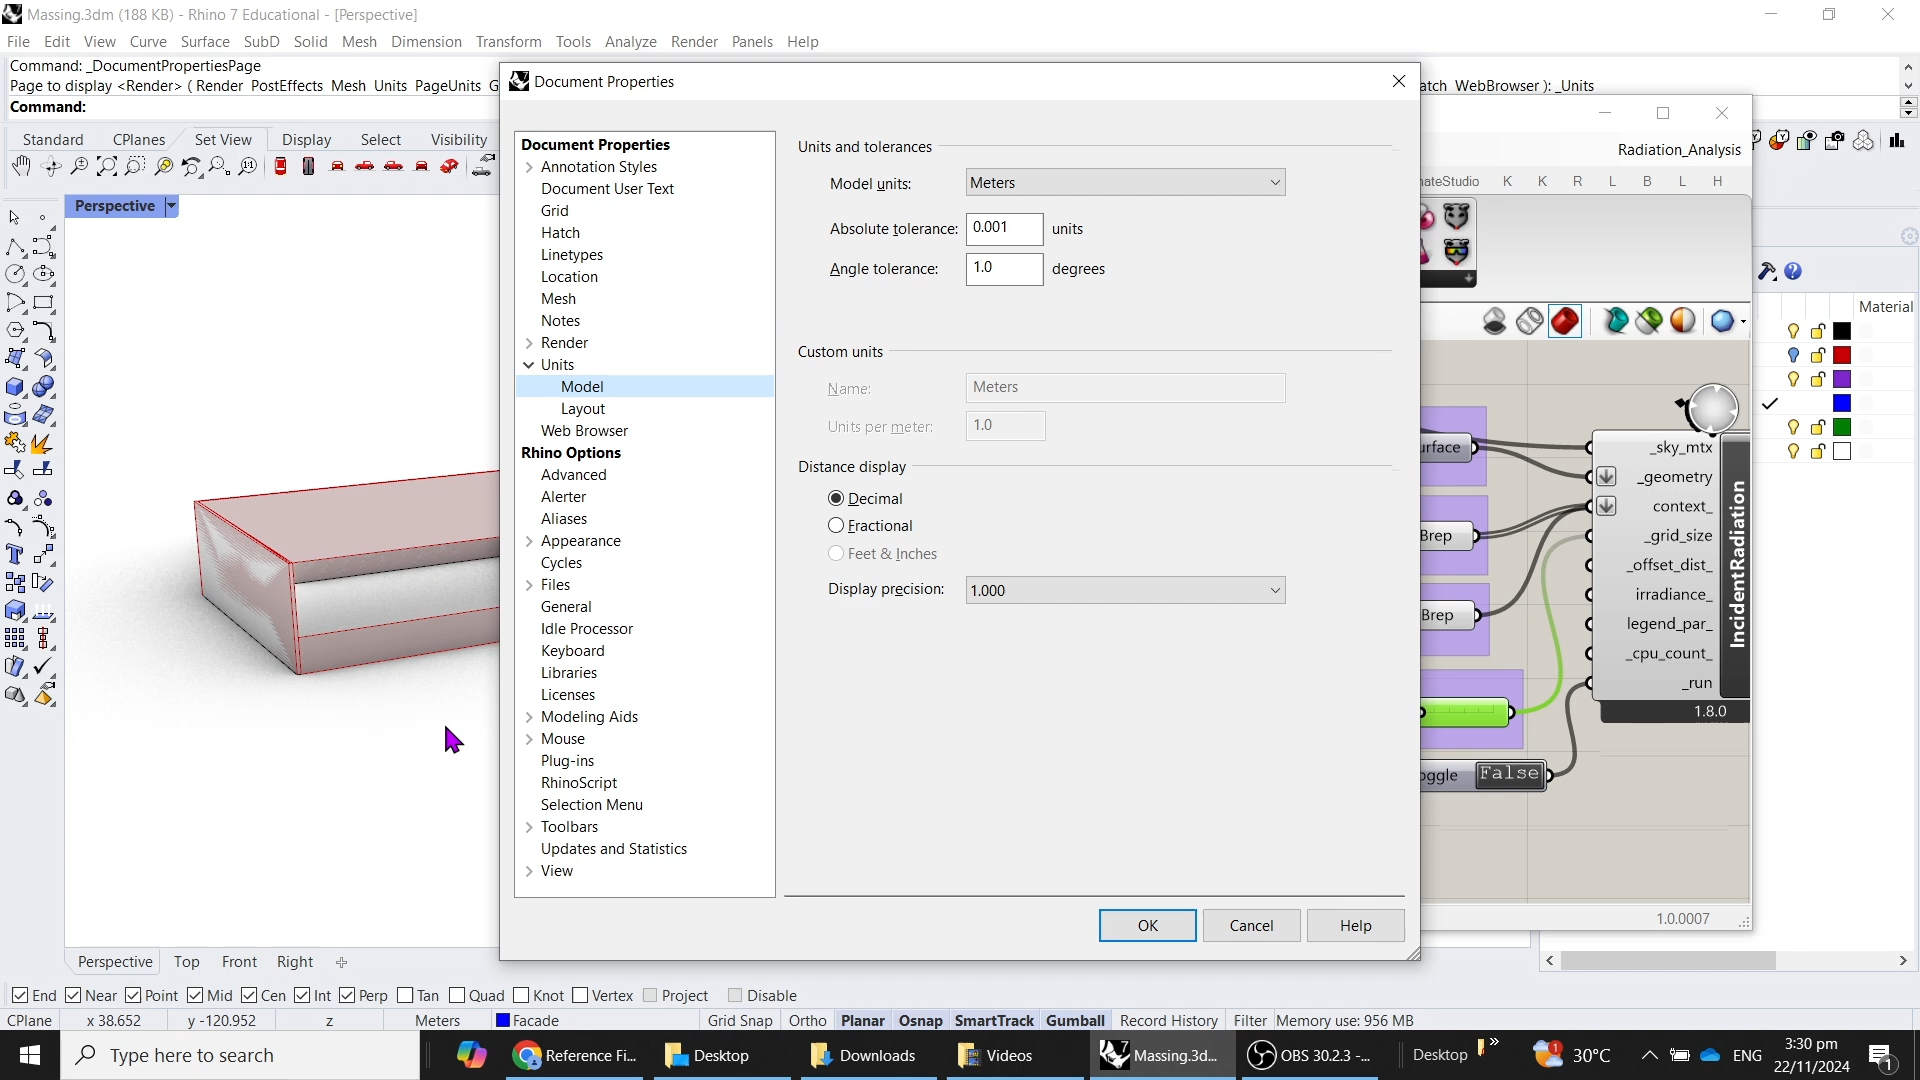 Massing.3dm (188 KB) - Rhino 7 Educational - [Perspective]
File Edit View Curve Surface SubD Solid Mesh Dimension Transform Tools Analyze Render Panels Help
Command: _DocumentPropertiesPage
Page to display <Render> ( Render PostEffects Mesh Units PageUnits G
atch WebBrowser ): _Units
Command:
Standard CPlanes Set View Display Select Visibility
Perspective
Document Properties
Document Properties
Annotation Styles
Document User Text
Grid
Hatch
Linetypes
Location
Mesh
Notes
Render
Units
Model
Layout
Web Browser
Rhino Options
Advanced
Alerter
Aliases
Appearance
Cycles
Files
General
Idle Processor
Keyboard
Libraries
Licenses
Modeling Aids
Mouse
Plug-ins
RhinoScript
Selection Menu
Toolbars
Updates and Statistics
View
Units and tolerances
Model units: Meters
Absolute tolerance: 0.001 units
Angle tolerance: 1.0 degrees
Custom units
Name: Meters
Units per meter: 1.0
Distance display
Decimal
Fractional
Feet & Inches
Display precision: 1.000
OK Cancel Help
Radiation_Analysis
nateStudio K K R L B L H
Material
urface
Brep
Brep
oggle False
_sky_mtx
_geometry
context_
_grid_size
_offset_dist_
irradiance_
legend_par_
_cpu_count_
_run
IncidentRadiation
1.8.0
1.0.0007
Perspective Top Front Right
End Near Point Mid Cen Int Perp Tan Quad Knot Vertex Project Disable
CPlane x 38.652 y -120.952 z Meters Facade Grid Snap Ortho Planar Osnap SmartTrack Gumball Record History Filter Memory use: 956 MB
Type here to search
Reference Fi... Desktop Downloads Videos Massing.3d... OBS 30.2.3 -... Desktop 1 30°C ENG
3:30 pm
22/11/2024
1